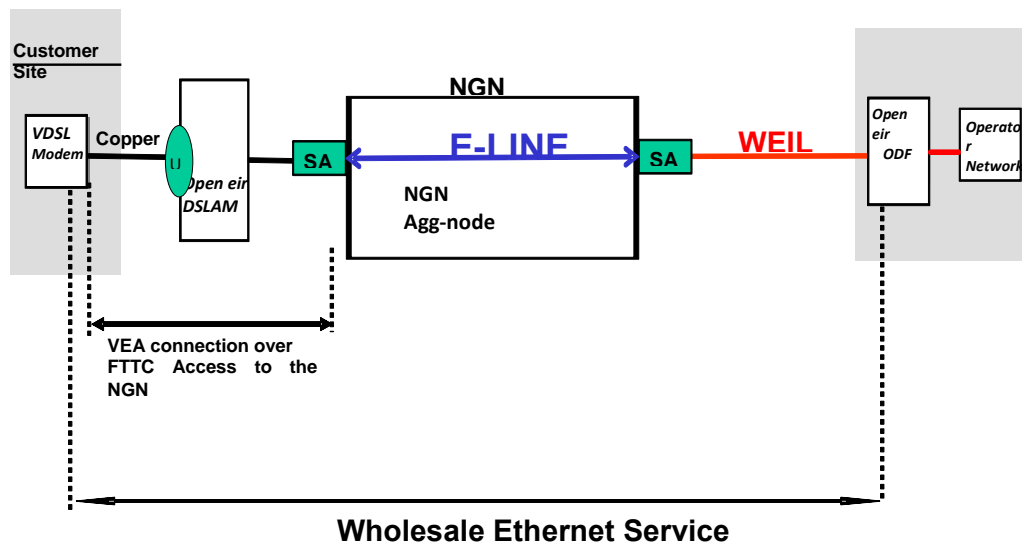 Customer
Site
NGN
VDSL
Modem
Copper
U
Open eir
DSLAM
SA
E-LINE
NGN
Agg-node
SA
WEIL
Open
eir
ODF
Operato
r
Network
VEA connection over
FTTC Access to the
NGN
Wholesale Ethernet Service